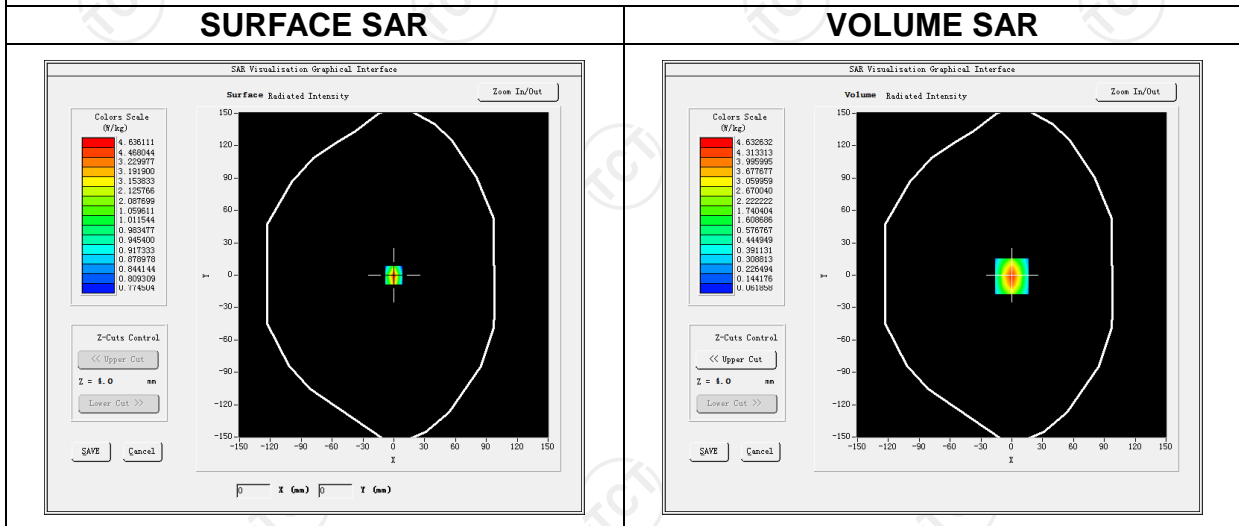 SURFACE SAR
VOLUME SAR
SAR Visualisation Graphical Interface
Surface Radiated Intensity
Zoom In/Out
Colors Scale
(W/kg)
4.636111
4.468044
3.229977
3.191900
3.153833
2.125766
2.087699
1.059611
1.011544
0.983477
0.945400
0.917333
0.878978
0.844144
0.809309
0.774504
150
120
90
60
30
0
-30
-60
-90
-120
-150
Y
-150 -120 -90 -60 -30 0 30 60 90 120 150
X
Z-Cuts Control
<< Upper Cut
Z = 4.0 mm
Lower Cut >>
SAVE Cancel
0 X (mm) 0 Y (mm)
SAR Visualisation Graphical Interface
Volume Radiated Intensity
Zoom In/Out
Colors Scale
(W/kg)
4.632632
4.313313
3.995995
3.677677
3.059959
2.670040
2.222222
1.740404
1.608686
0.576767
0.444949
0.391131
0.308813
0.226494
0.144176
0.061858
150
120
90
60
30
0
-30
-60
-90
-120
-150
Y
-150 -120 -90 -60 -30 0 30 60 90 120 150
X
Z-Cuts Control
<< Upper Cut
Z = 4.0 mm
Lower Cut >>
SAVE Cancel
TCT
TCT